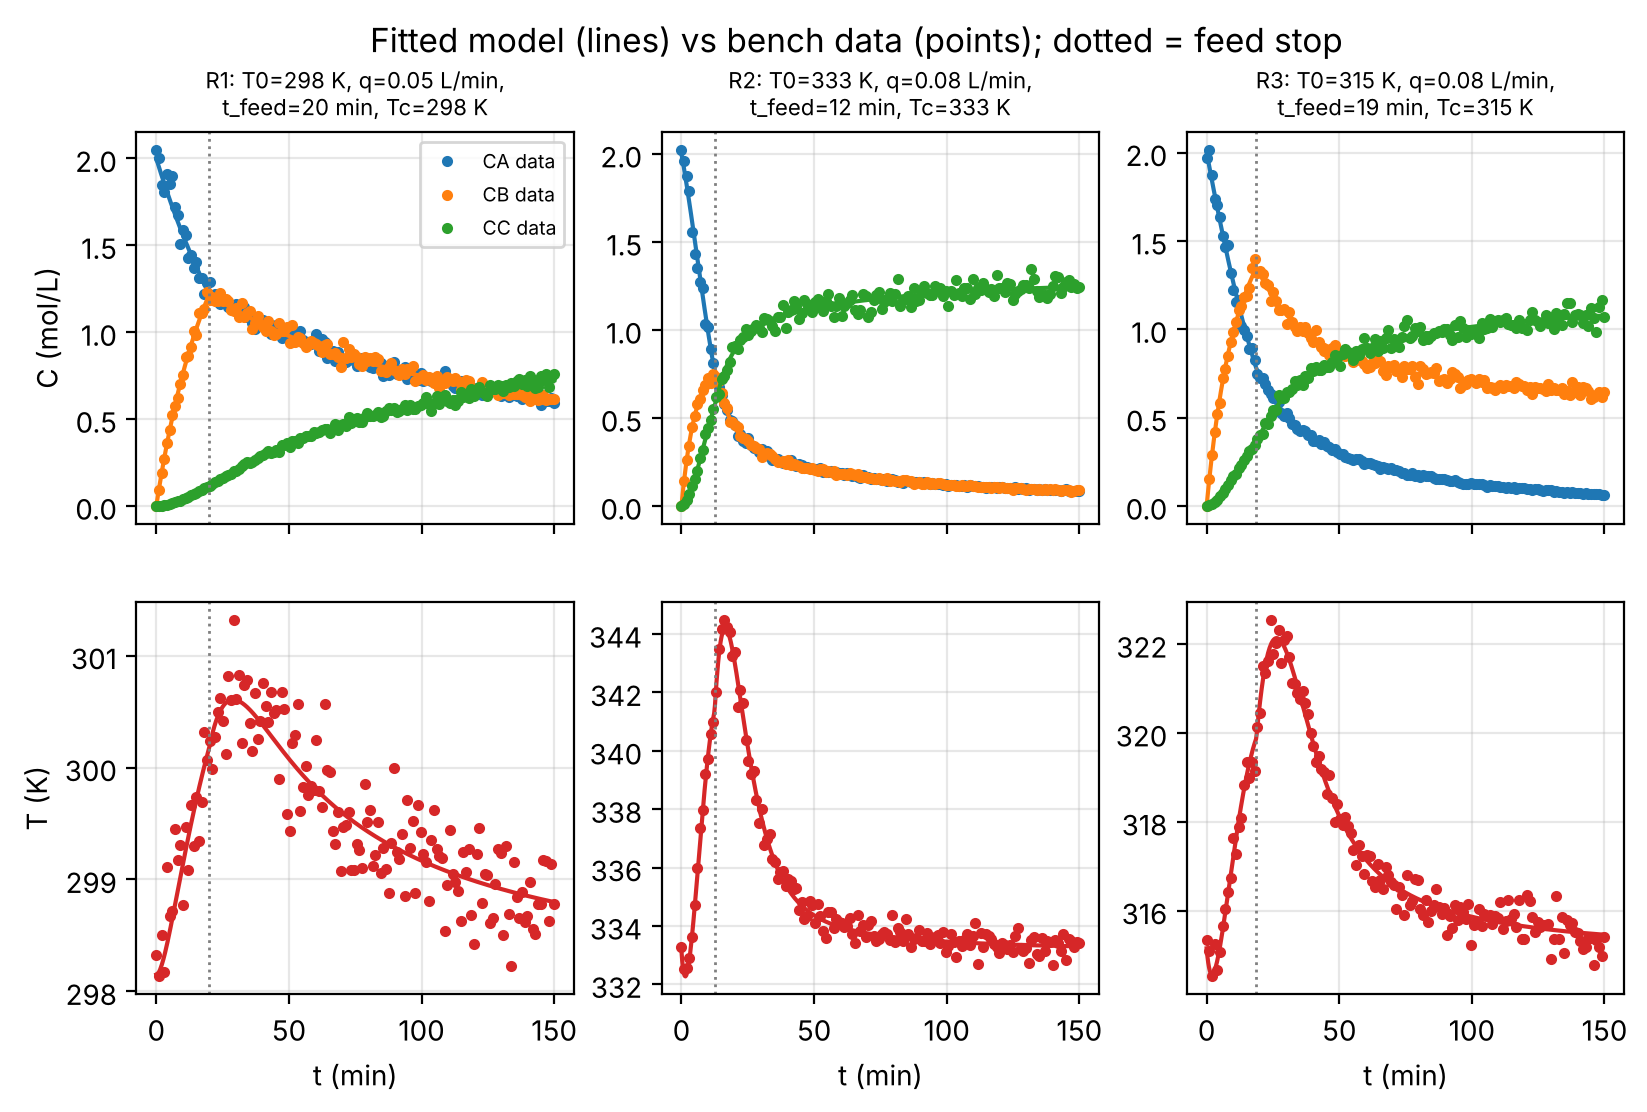 Fitted model (lines) vs bench data (points); dotted = feed stop
R1: T0=298 K, q=0.05 L/min,
t_feed=20 min, Tc=298 K
R2: T0=333 K, q=0.08 L/min,
t_feed=12 min, Tc=333 K
R3: T0=315 K, q=0.08 L/min,
t_feed=19 min, Tc=315 K
C (mol/L)
2.0
1.5
1.0
0.5
0.0
CA data
CB data
CC data
2.0
1.5
1.0
0.5
0.0
2.0
1.5
1.0
0.5
0.0
T (K)
301
300
299
298
0
50
100
150
t (min)
344
342
340
338
336
334
332
0
50
100
150
t (min)
322
320
318
316
0
50
100
150
t (min)